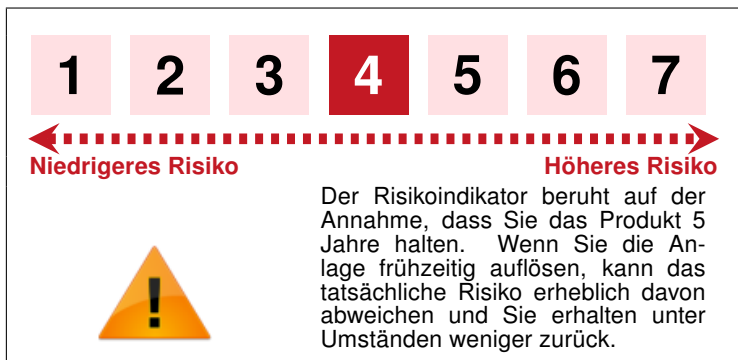 1 2 3 4 5 6 7
Niedrigeres Risiko Höheres Risiko
Der Risikoindikator beruht auf der
Annahme, dass Sie das Produkt 5
Jahre halten. Wenn Sie die An-
lage frühzeitig auflösen, kann das
tatsächliche Risiko erheblich davon
abweichen und Sie erhalten unter
Umständen weniger zurück.
!